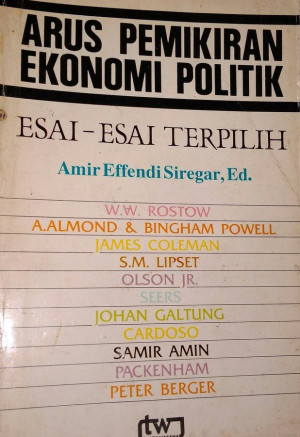 ARUS PEMIKIRAN
EKONOMI POLITIK
ESAI-ESAI TERPILIH
Amir Effendi Siregar, Ed.
W.W. ROSTOW
A.ALMOND & BINGHAM POWELL
JAMES COLEMAN
S.M. LIPSET
OLSON JR.
SEERS
JOHAN GALTUNG
CARDOSO
SAMIR AMIN
PACKENHAM
PETER BERGER
tw